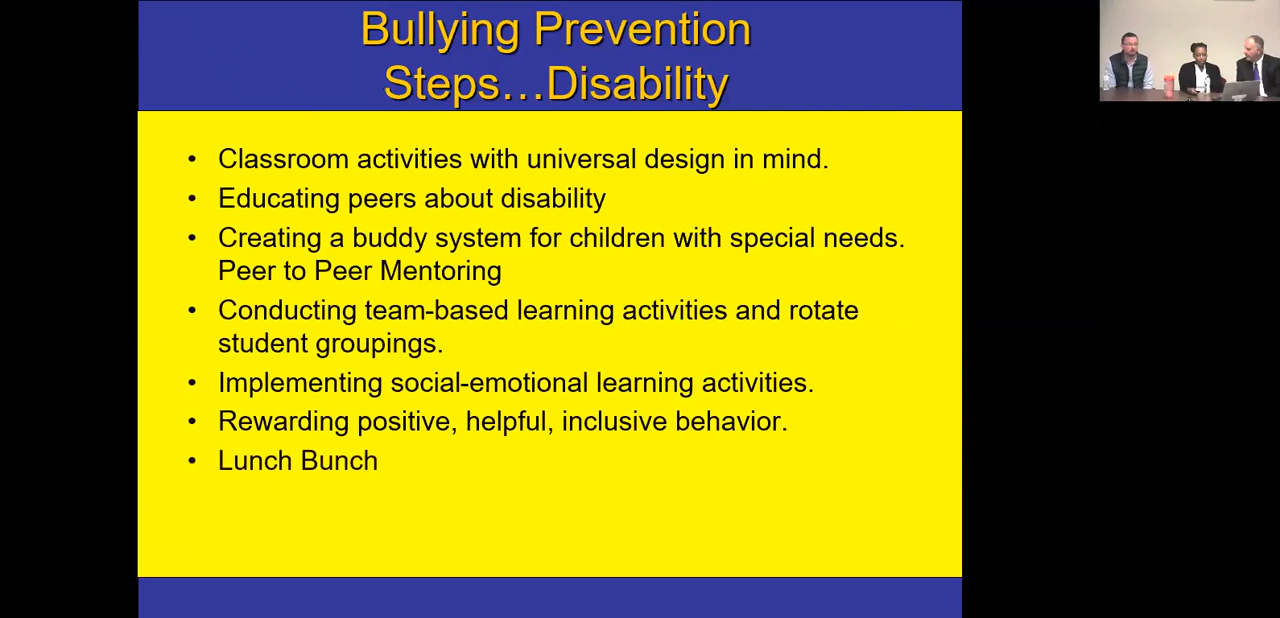 Bullying Prevention
Steps…Disability
• Classroom activities with universal design in mind.
• Educating peers about disability
• Creating a buddy system for children with special needs.
Peer to Peer Mentoring
• Conducting team-based learning activities and rotate
student groupings.
• Implementing social-emotional learning activities.
• Rewarding positive, helpful, inclusive behavior.
• Lunch Bunch